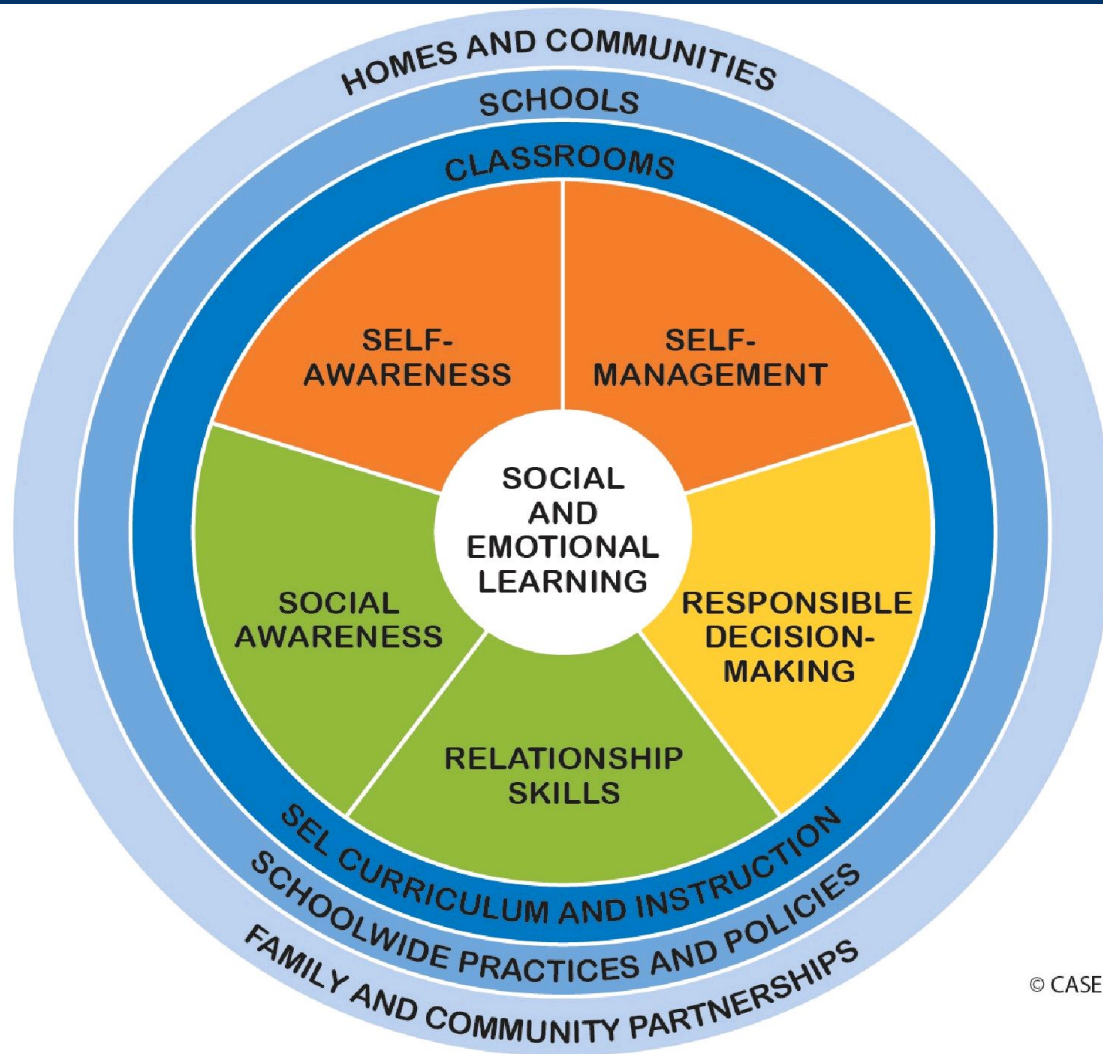 HOMES AND COMMUNITIES
SCHOOLS
CLASSROOMS
SELF-
AWARENESS
SELF-
MANAGEMENT
SOCIAL
AND
EMOTIONAL
LEARNING
SOCIAL
AWARENESS
RESPONSIBLE
DECISION-
MAKING
RELATIONSHIP
SKILLS
SEL CURRICULUM AND INSTRUCTION
SCHOOLWIDE PRACTICES AND POLICIES
FAMILY AND COMMUNITY PARTNERSHIPS
© CASE